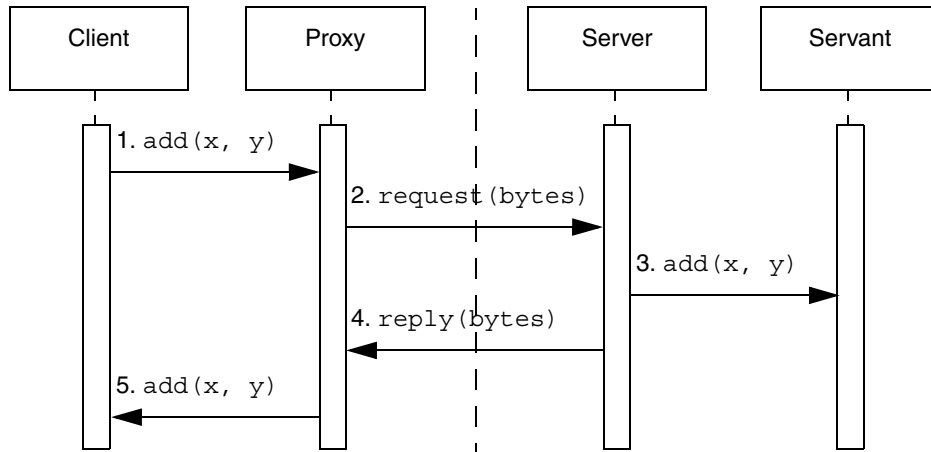 Client
Proxy
Server
Servant
1. add(x, y)
2. request(bytes)
3. add(x, y)
4. reply(bytes)
5. add(x, y)